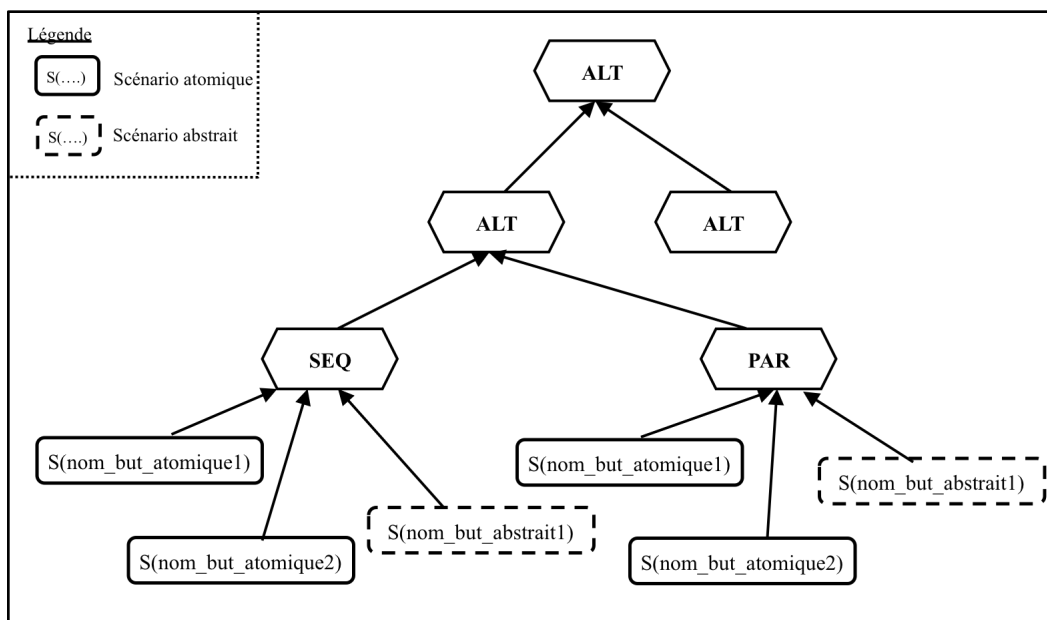 Légende
S(….) Scénario atomique
S(….) Scénario abstrait
ALT
ALT
ALT
SEQ
PAR
S(nom_but_atomique1)
S(nom_but_atomique1)
S(nom_but_abstrait1)
S(nom_but_abstrait1)
S(nom_but_atomique2)
S(nom_but_atomique2)